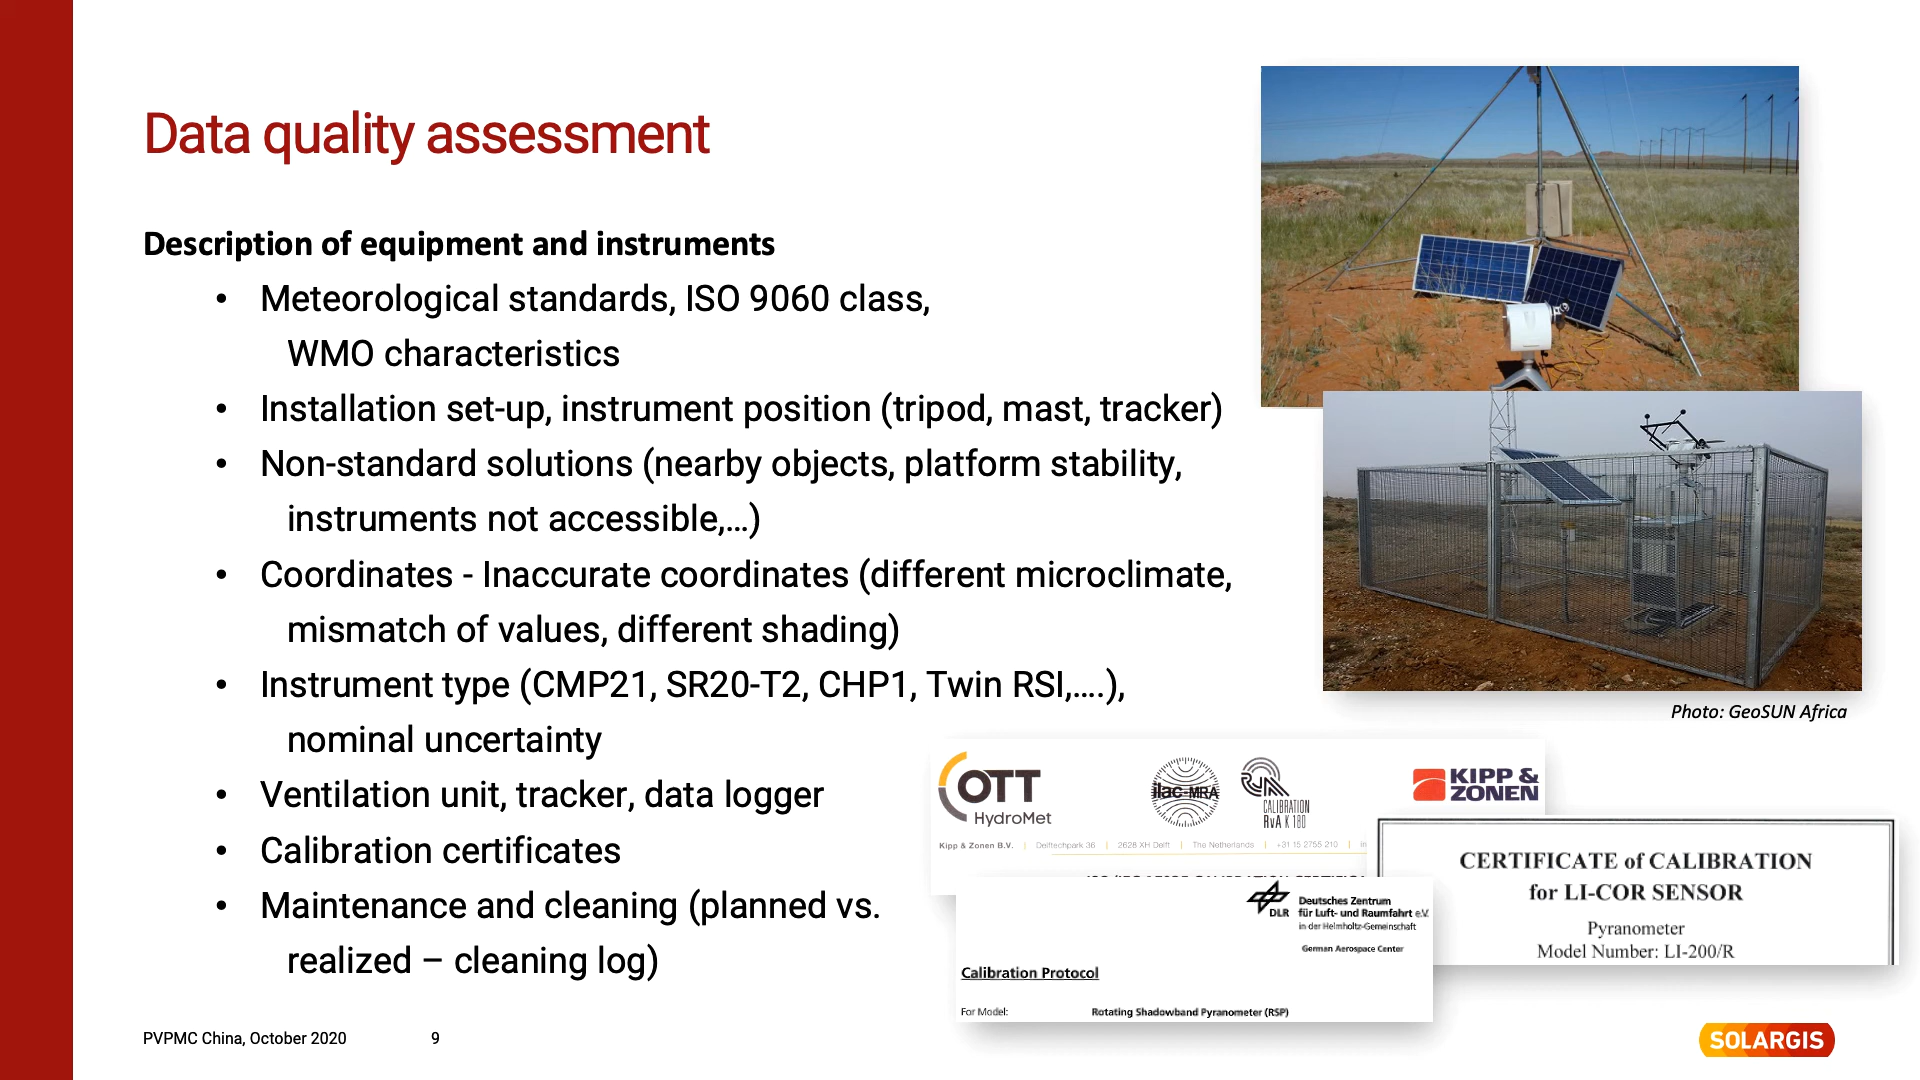 Data quality assessment
Description of equipment and instruments
• Meteorological standards, ISO 9060 class,
WMO characteristics
• Installation set-up, instrument position (tripod, mast, tracker)
• Non-standard solutions (nearby objects, platform stability,
instruments not accessible,...)
• Coordinates - Inaccurate coordinates (different microclimate,
mismatch of values, different shading)
• Instrument type (CMP21, SR20-T2, CHP1, Twin RSI,....),
nominal uncertainty
• Ventilation unit, tracker, data logger
• Calibration certificates
• Maintenance and cleaning (planned vs.
realized – cleaning log)
Photo: GeoSUN Africa
OTT
HydroMet
ilac-MRA
CALIBRATION
RvA K 180
KIPP &
ZONEN
Kipp & Zonen B.V. | Delftechpark 36 | 2628 XH Delft | The Netherlands | +31 15 2755 210 |
CERTIFICATE of CALIBRATION
for LI-COR SENSOR
Pyranometer
Model Number: LI-200/R
DLR
Deutsches Zentrum
für Luft- und Raumfahrt e.V.
in der Helmholtz-Gemeinschaft
German Aerospace Center
Calibration Protocol
For Model: Rotating Shadowband Pyranometer (RSP)
PVPMC China, October 2020
9
SOLARGIS